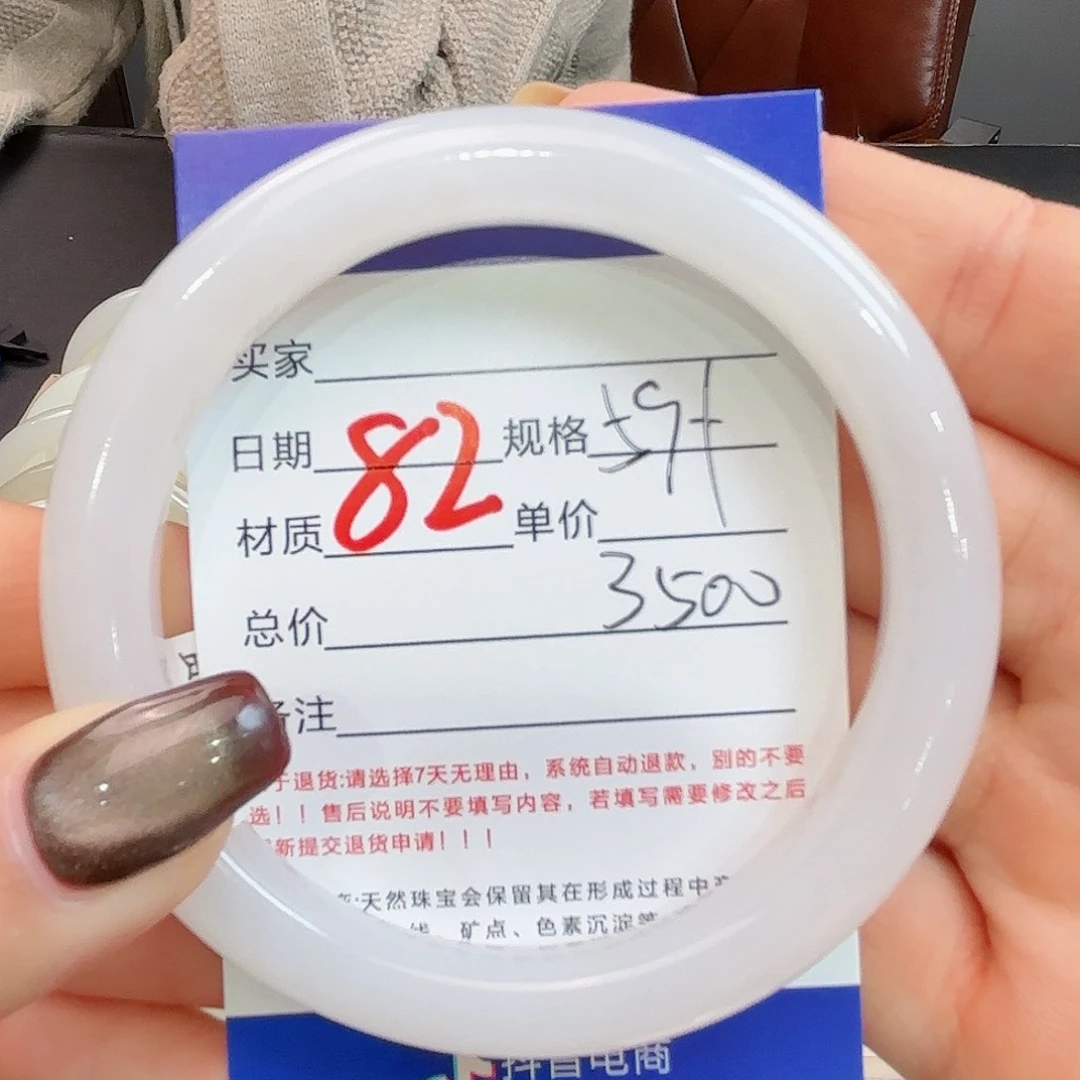 买家
日期 82 规格 59
材质 单价
总价 3500
备注
于退货:请选择7天无理由，系统自动退款，别的不要
选！！售后说明不要填写内容，若填写需要修改之后
新提交退货申请！！！
天然珠宝会保留其在形成过程中
矿点、色素沉淀等
抖音电商